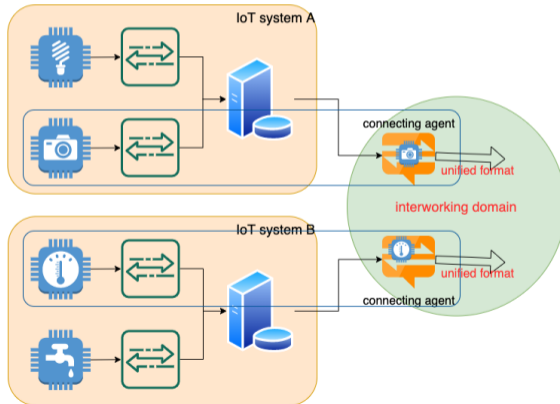 IoT system A
connecting agent
unified format
interworking domain
IoT system B
unified format
connecting agent